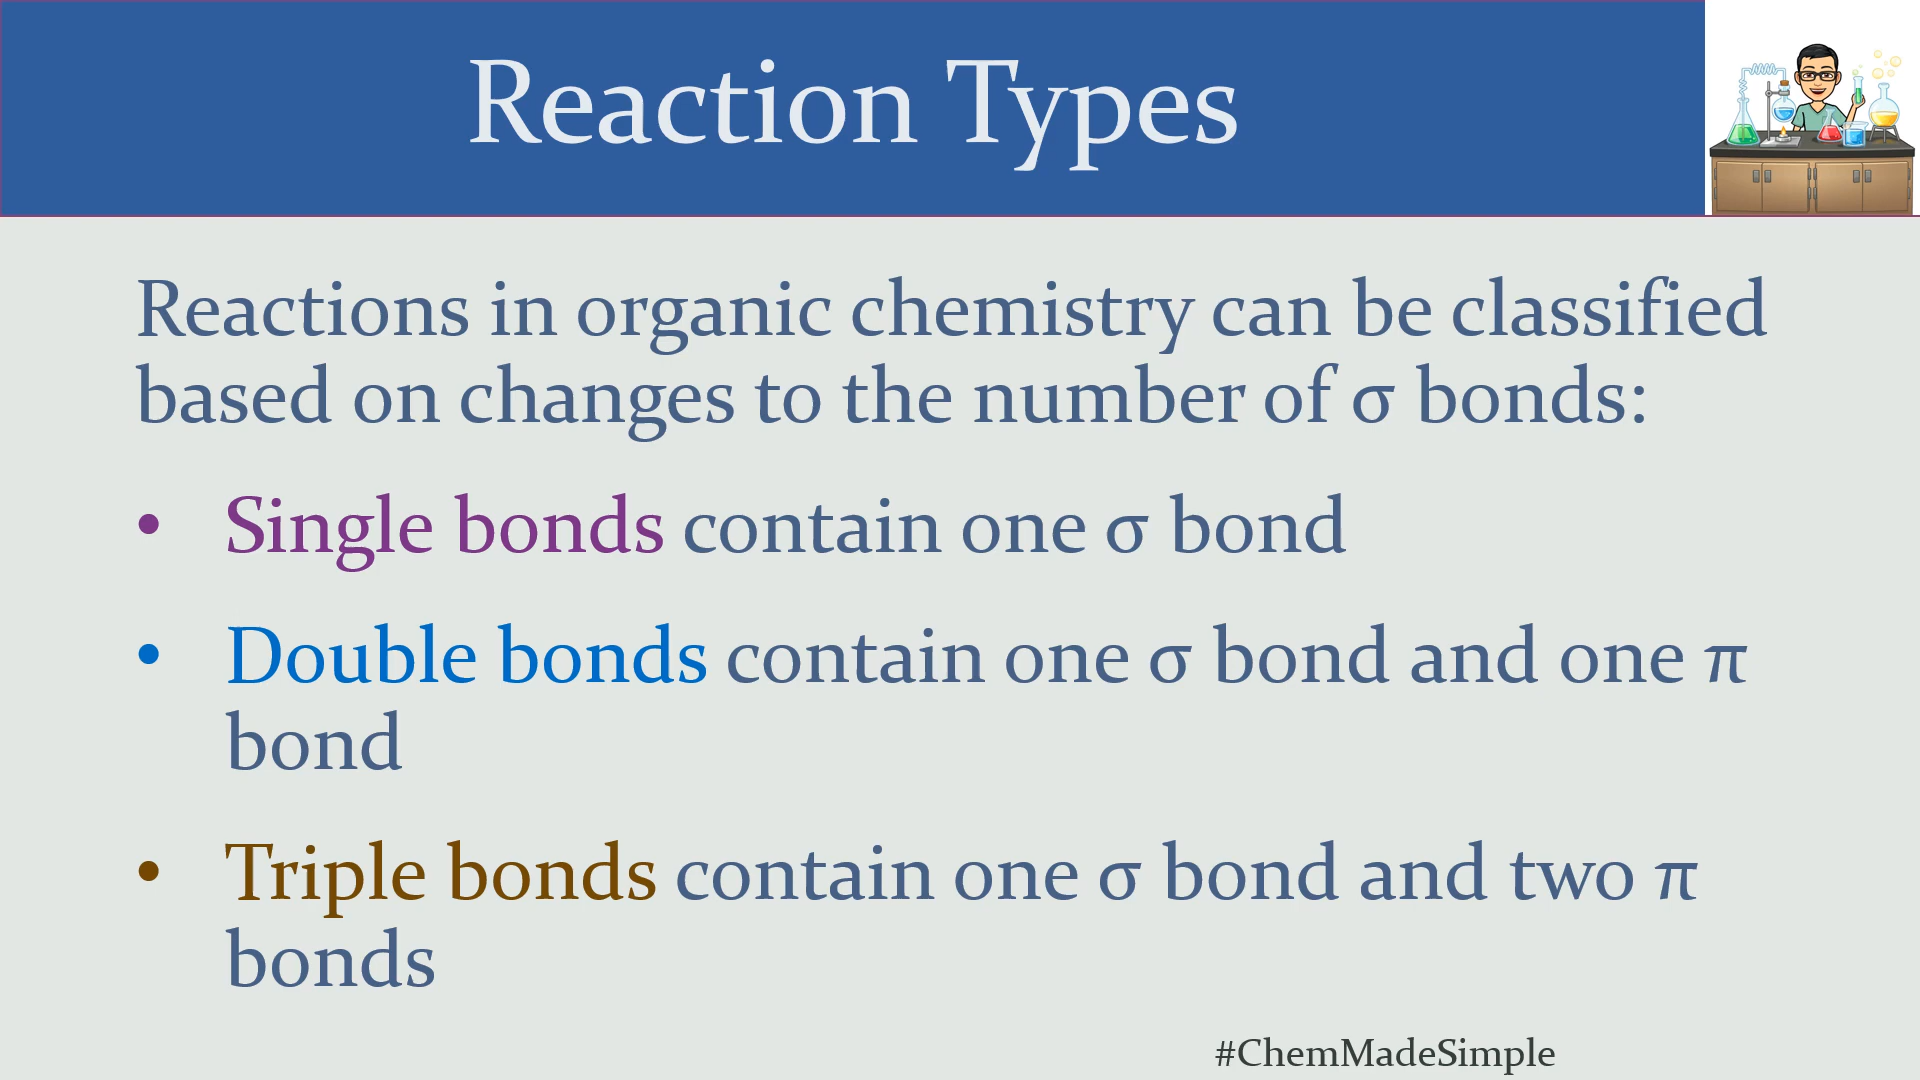 Reaction Types
Reactions in organic chemistry can be classified
based on changes to the number of σ bonds:
• Single bonds contain one σ bond
• Double bonds contain one σ bond and one π
bond
• Triple bonds contain one σ bond and two π
bonds
#ChemMadeSimple